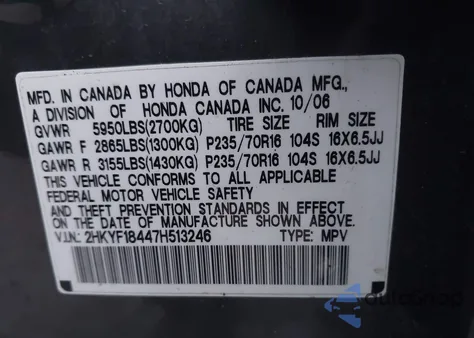 MFD. IN CANADA BY HONDA OF CANADA MFG.,
A DIVISION OF HONDA CANADA INC. 10/06
GVWR 5950LBS(2700KG) TIRE SIZE RIM SIZE
GAWR F 2865LBS(1300KG) P235/70R16 104S 16X6.5JJ
GAWR R 3155LBS(1430KG) P235/70R16 104S 16X6.5JJ
THIS VEHICLE CONFORMS TO ALL APPLICABLE
FEDERAL MOTOR VEHICLE SAFETY
AND THEFT PREVENTION STANDARDS IN EFFECT
ON THE DATE OF MANUFACTURE SHOWN ABOVE.
V.I.N.: 2HKYF18447H513246 TYPE: MPV